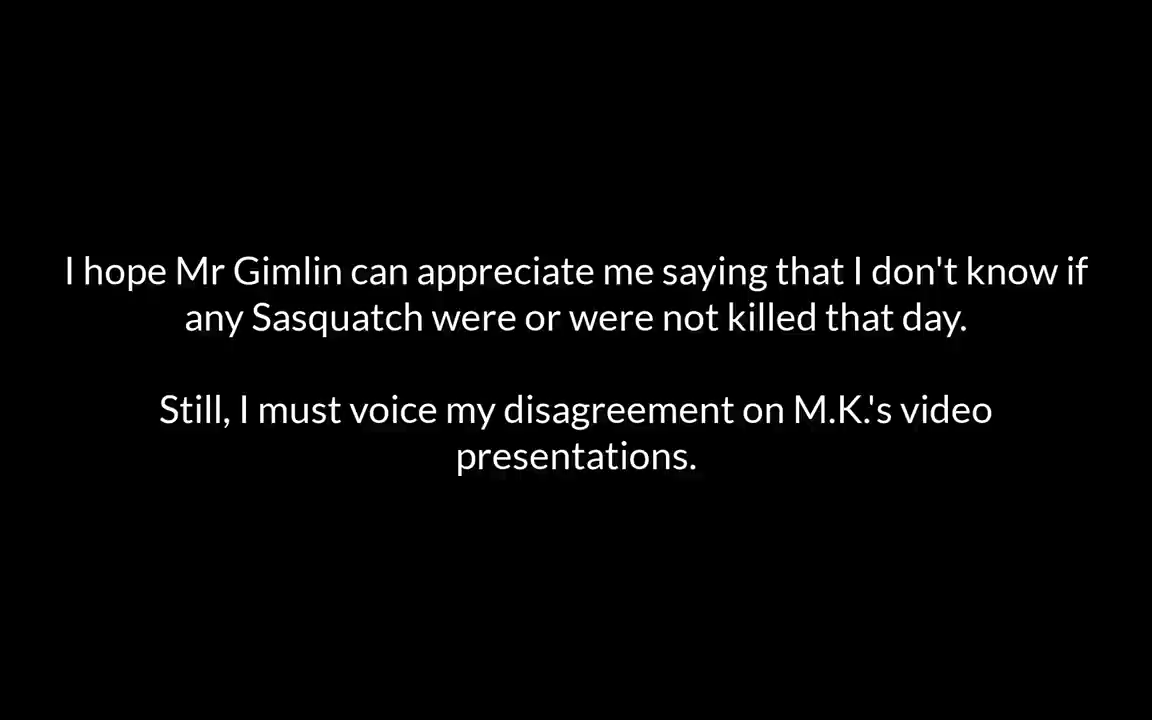 I hope Mr Gimlin can appreciate me saying that I don't know if
any Sasquatch were or were not killed that day.
Still, I must voice my disagreement on M.K.'s video
presentations.